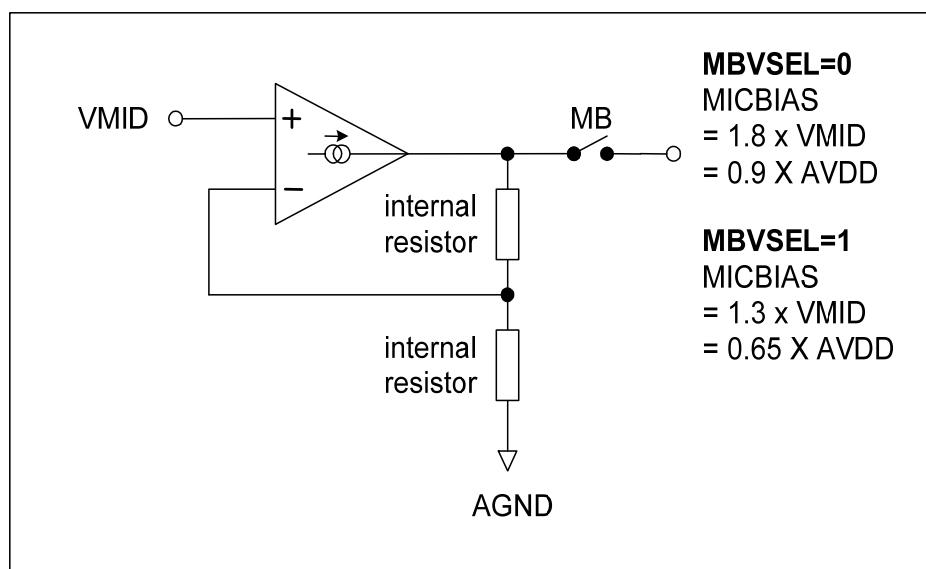 VMID
+
−
MB
internal
resistor
internal
resistor
AGND
MBVSEL=0
MICBIAS
= 1.8 x VMID
= 0.9 X AVDD
MBVSEL=1
MICBIAS
= 1.3 x VMID
= 0.65 X AVDD